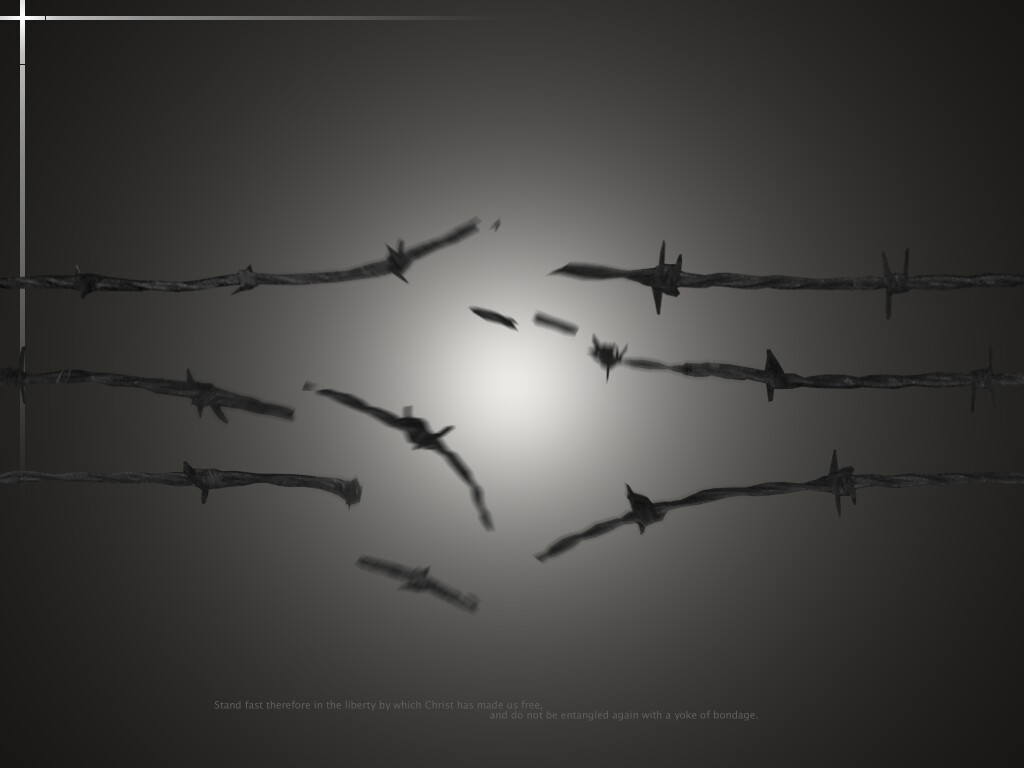 Stand fast therefore in the liberty by which Christ has made us free,
and do not be entangled again with a yoke of bondage.